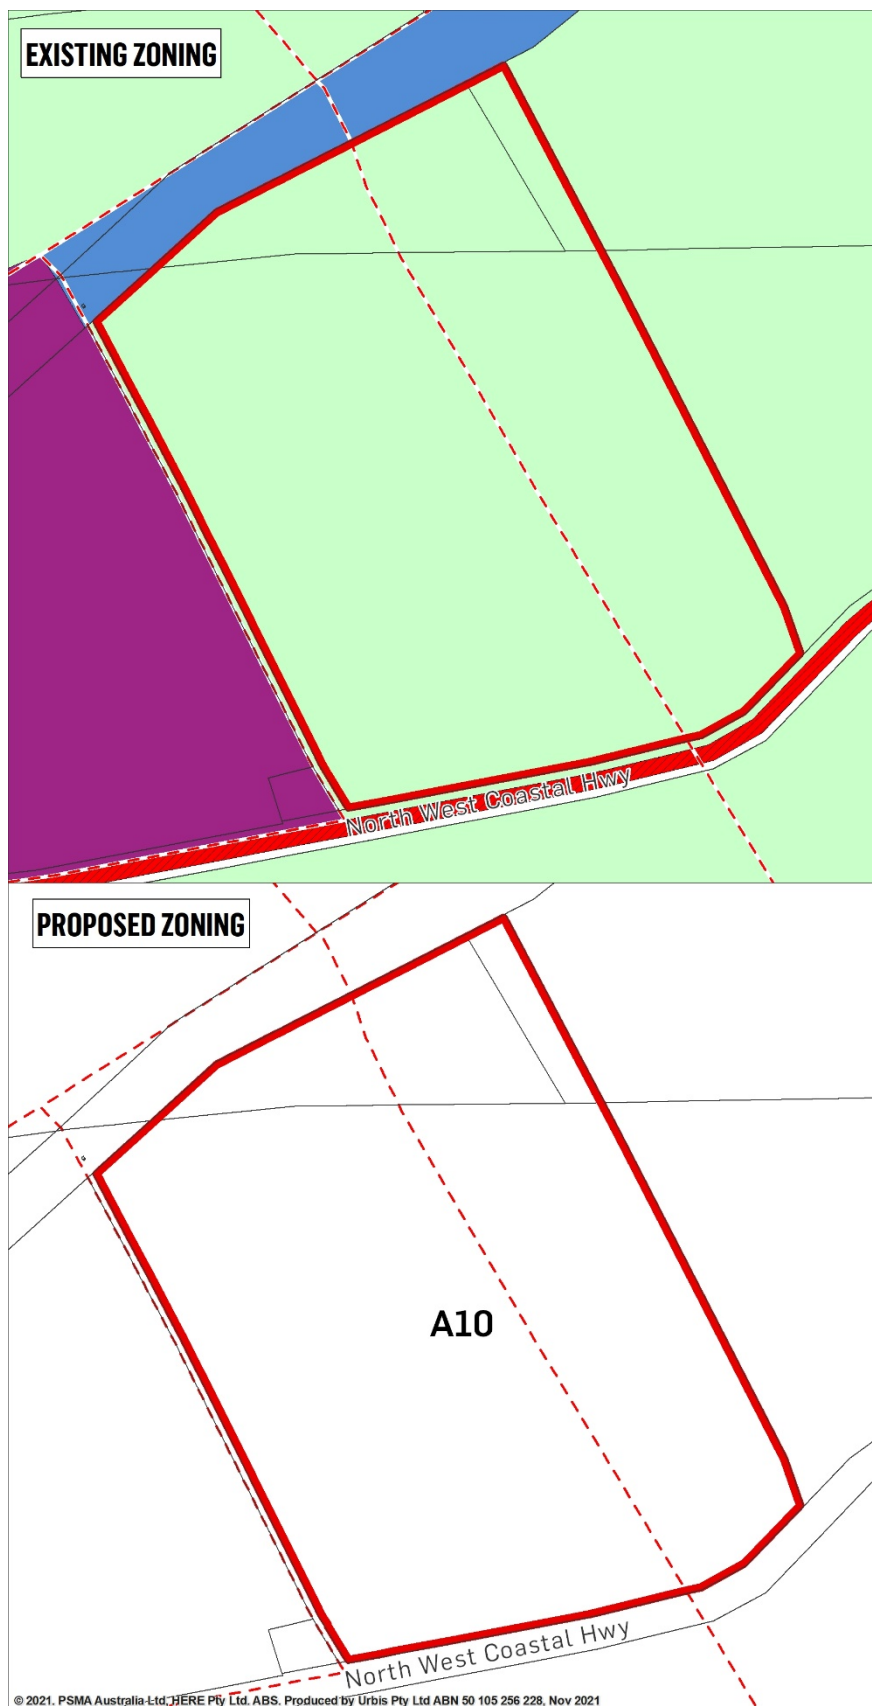 EXISTING ZONING
North West Coastal Hwy
PROPOSED ZONING
A10
North West Coastal Hwy
© 2021. PSMA Australia Ltd, HERE Pty Ltd. ABS. Produced by Urbis Pty Ltd ABN 50 105 256 228, Nov 2021